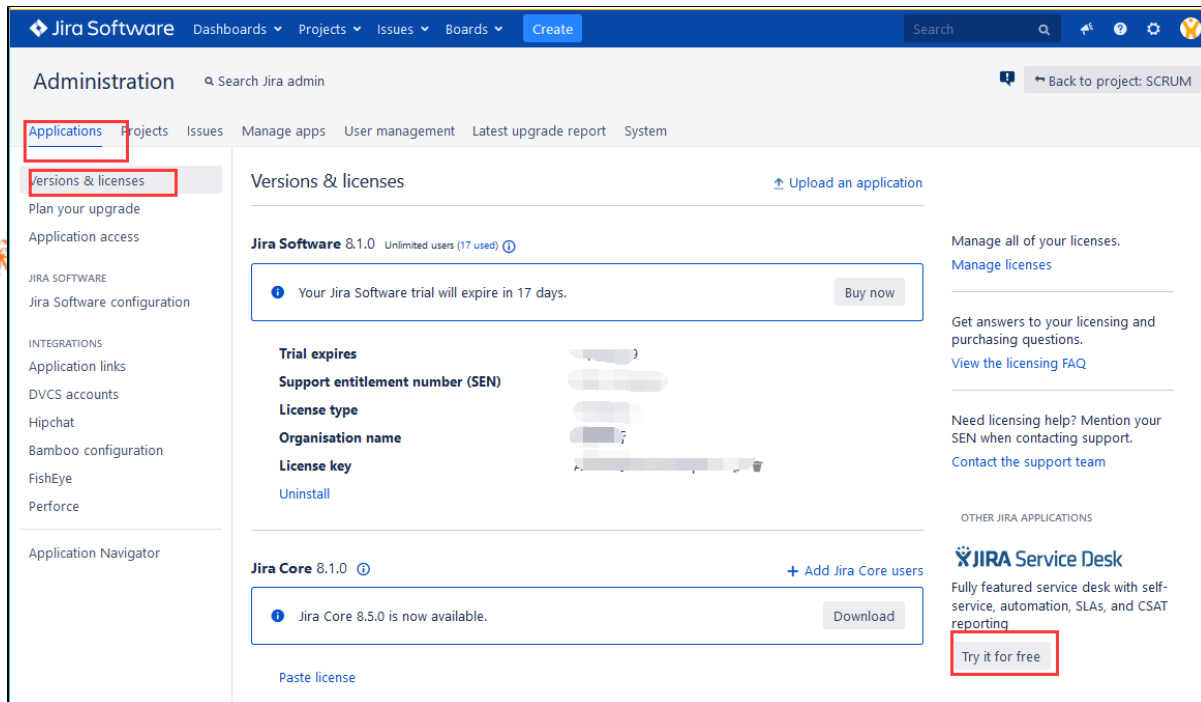 Jira Software Dashboards Projects Issues Boards Create Search
Administration Search Jira admin Back to project: SCRUM
Applications Projects Issues Manage apps User management Latest upgrade report System
Versions & licenses
Plan your upgrade
Application access
JIRA SOFTWARE
Jira Software configuration
INTEGRATIONS
Application links
DVCS accounts
Hipchat
Bamboo configuration
FishEye
Perforce
Application Navigator
Versions & licenses Upload an application
Jira Software 8.1.0 Unlimited users (17 used)
Your Jira Software trial will expire in 17 days. Buy now
Trial expires
Support entitlement number (SEN)
License type
Organisation name
License key
Uninstall
Jira Core 8.1.0 + Add Jira Core users
Jira Core 8.5.0 is now available. Download
Paste license
Manage all of your licenses.
Manage licenses
Get answers to your licensing and
purchasing questions.
View the licensing FAQ
Need licensing help? Mention your
SEN when contacting support.
Contact the support team
OTHER JIRA APPLICATIONS
JIRA Service Desk
Fully featured service desk with self-
service, automation, SLAs, and CSAT
reporting
Try it for free